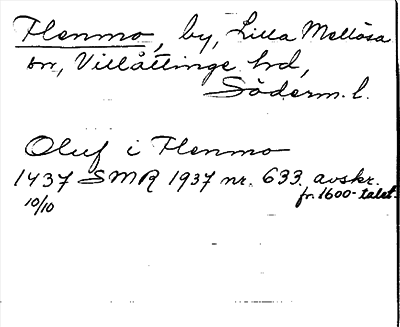 Flenmo, by, Lilla Mellösa
sn, Villåttinge hd,
Söderm. l.
Oluf i Flenmo
1437 SMR 1937 nr. 633, avskr.
10/10 fr. 1600-talet.